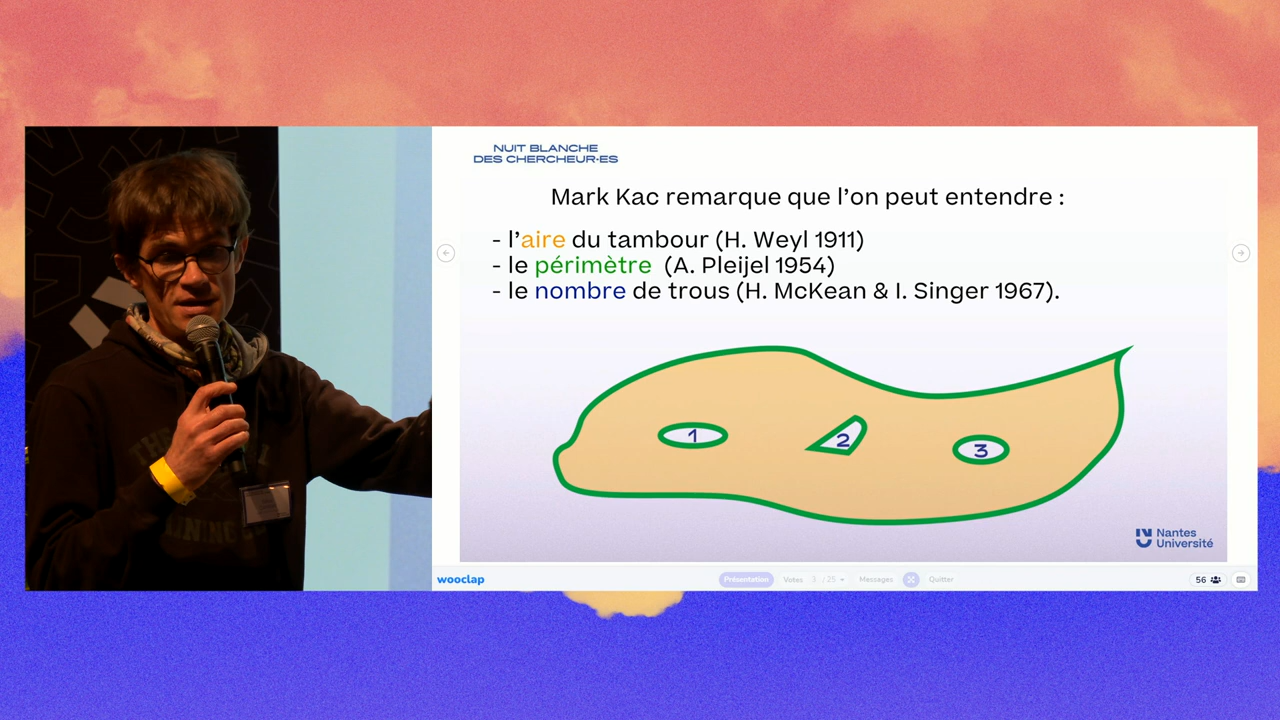 NUIT BLANCHE
DES CHERCHEUR·ES
Mark Kac remarque que l’on peut entendre :
- l’aire du tambour (H. Weyl 1911)
- le périmètre (A. Pleijel 1954)
- le nombre de trous (H. McKean & I. Singer 1967).
1
2
3
Nantes
Université
wooclap
Présentation
Votes 3 / 25
Messages
Quitter
56